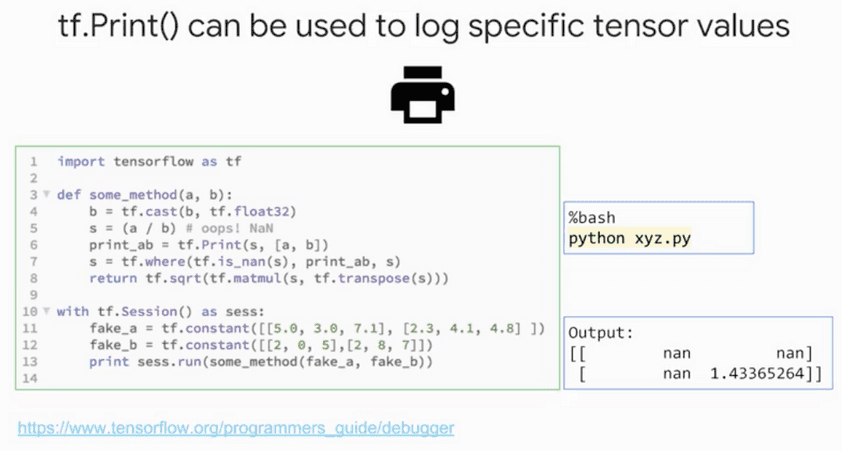 tf.Print() can be used to log specific tensor values
1 import tensorflow as tf
2
3 def some_method(a, b):
4 b = tf.cast(b, tf.float32)
5 s = (a / b) # oops! NaN
6 print_ab = tf.Print(s, [a, b])
7 s = tf.where(tf.is_nan(s), print_ab, s)
8 return tf.sqrt(tf.matmul(s, tf.transpose(s)))
9
10 with tf.Session() as sess:
11 fake_a = tf.constant([[5.0, 3.0, 7.1], [2.3, 4.1, 4.8] ])
12 fake_b = tf.constant([[2, 0, 5],[2, 8, 7]])
13 print sess.run(some_method(fake_a, fake_b))
14
%bash
python xyz.py
Output:
[[ nan nan]
[ nan 1.43365264]]
https://www.tensorflow.org/programmers_guide/debugger